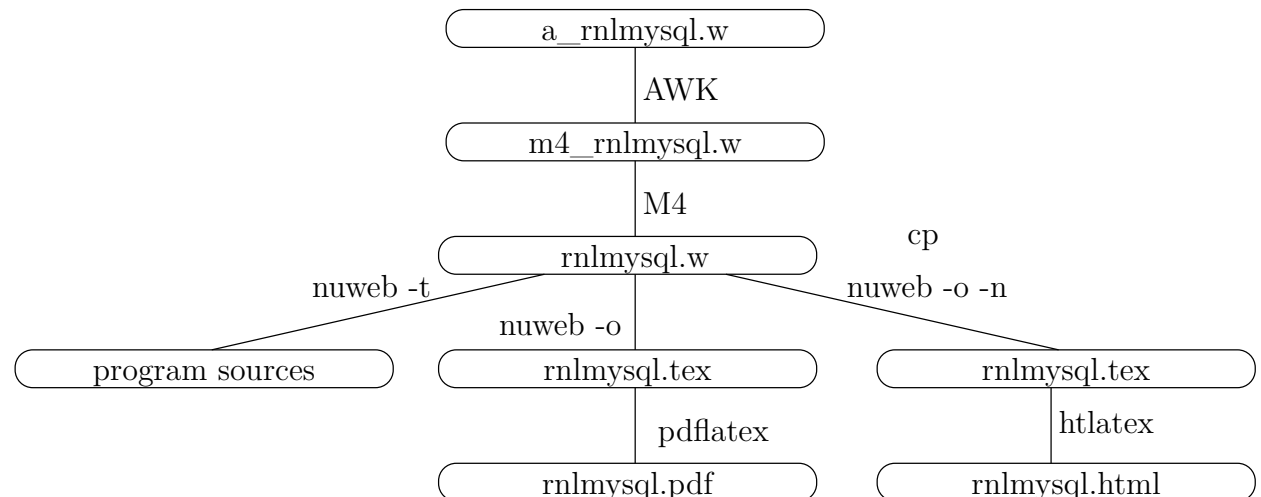 a_rnlmysql.w
AWK
m4_rnlmysql.w
M4
cp
rnlmysql.w
nuweb -t
nuweb -o -n
nuweb -o
program sources
rnlmysql.tex
rnlmysql.tex
pdflatex
htlatex
rnlmysql.pdf
rnlmysql.html